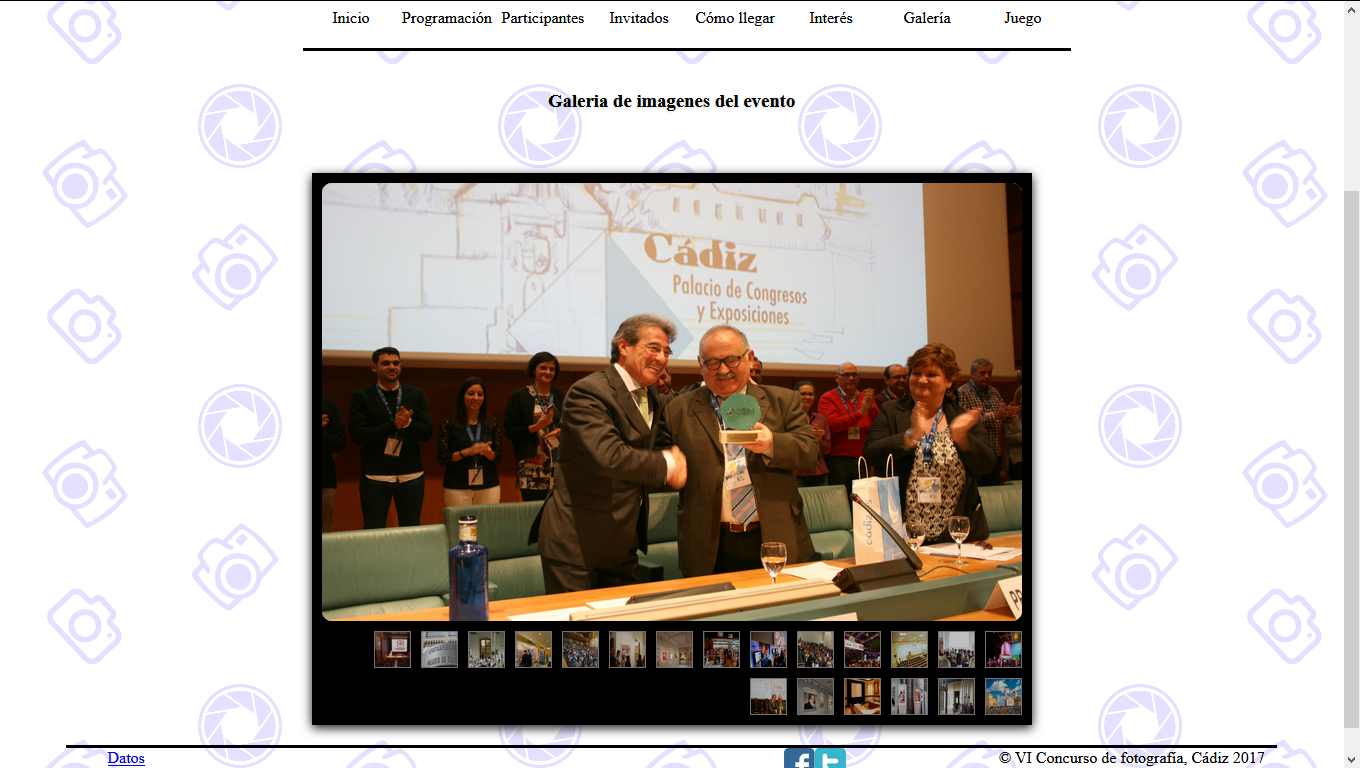 Inicio Programación Participantes Invitados Cómo llegar Interés Galería Juego
Galeria de imagenes del evento
Cádiz
Palacio de Congresos
y Exposiciones
Cádiz
Datos
© VI Concurso de fotografía, Cádiz 2017